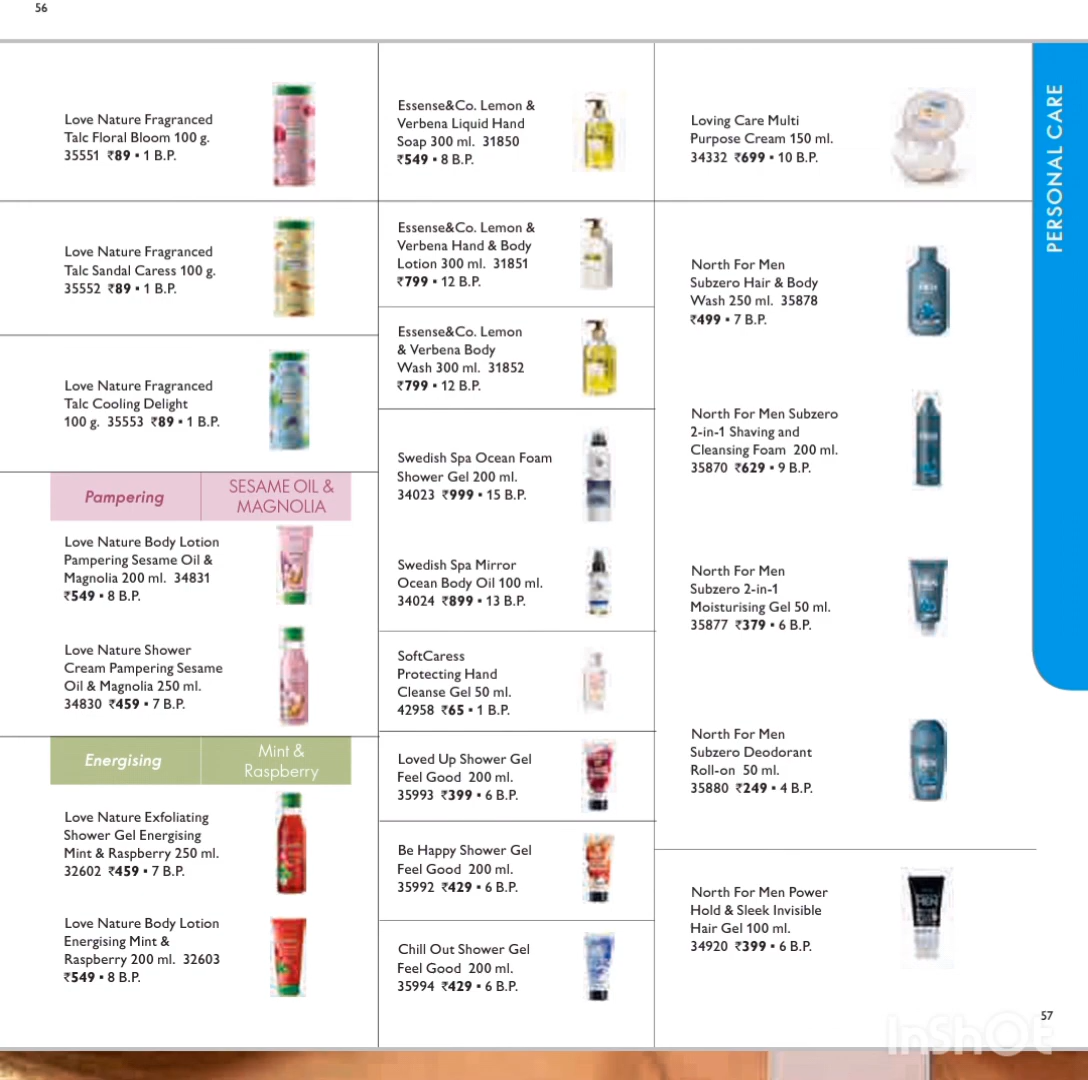 56
Love Nature Fragranced
Talc Floral Bloom 100 g.
35551 ₹89 • 1 B.P.
Love Nature Fragranced
Talc Sandal Caress 100 g.
35552 ₹89 • 1 B.P.
Love Nature Fragranced
Talc Cooling Delight
100 g. 35553 ₹89 • 1 B.P.
Pampering
SESAME OIL &
MAGNOLIA
Love Nature Body Lotion
Pampering Sesame Oil &
Magnolia 200 ml. 34831
₹549 • 8 B.P.
Love Nature Shower
Cream Pampering Sesame
Oil & Magnolia 250 ml.
34830 ₹459 • 7 B.P.
Energising
Mint &
Raspberry
Love Nature Exfoliating
Shower Gel Energising
Mint & Raspberry 250 ml.
32602 ₹459 • 7 B.P.
Love Nature Body Lotion
Energising Mint &
Raspberry 200 ml. 32603
₹549 • 8 B.P.
Essense&Co. Lemon &
Verbena Liquid Hand
Soap 300 ml. 31850
₹549 • 8 B.P.
Essense&Co. Lemon &
Verbena Hand & Body
Lotion 300 ml. 31851
₹799 • 12 B.P.
Essense&Co. Lemon
& Verbena Body
Wash 300 ml. 31852
₹799 • 12 B.P.
Swedish Spa Ocean Foam
Shower Gel 200 ml.
34023 ₹999 • 15 B.P.
Swedish Spa Mirror
Ocean Body Oil 100 ml.
34024 ₹899 • 13 B.P.
SoftCaress
Protecting Hand
Cleanse Gel 50 ml.
42958 ₹65 • 1 B.P.
Loved Up Shower Gel
Feel Good 200 ml.
35993 ₹399 • 6 B.P.
Be Happy Shower Gel
Feel Good 200 ml.
35992 ₹429 • 6 B.P.
Chill Out Shower Gel
Feel Good 200 ml.
35994 ₹429 • 6 B.P.
Loving Care Multi
Purpose Cream 150 ml.
34332 ₹699 • 10 B.P.
North For Men
Subzero Hair & Body
Wash 250 ml. 35878
₹499 • 7 B.P.
North For Men Subzero
2-in-1 Shaving and
Cleansing Foam 200 ml.
35870 ₹629 • 9 B.P.
North For Men
Subzero 2-in-1
Moisturising Gel 50 ml.
35877 ₹379 • 6 B.P.
North For Men
Subzero Deodorant
Roll-on 50 ml.
35880 ₹249 • 4 B.P.
North For Men Power
Hold & Sleek Invisible
Hair Gel 100 ml.
34920 ₹399 • 6 B.P.
PERSONAL CARE
57
InShOt